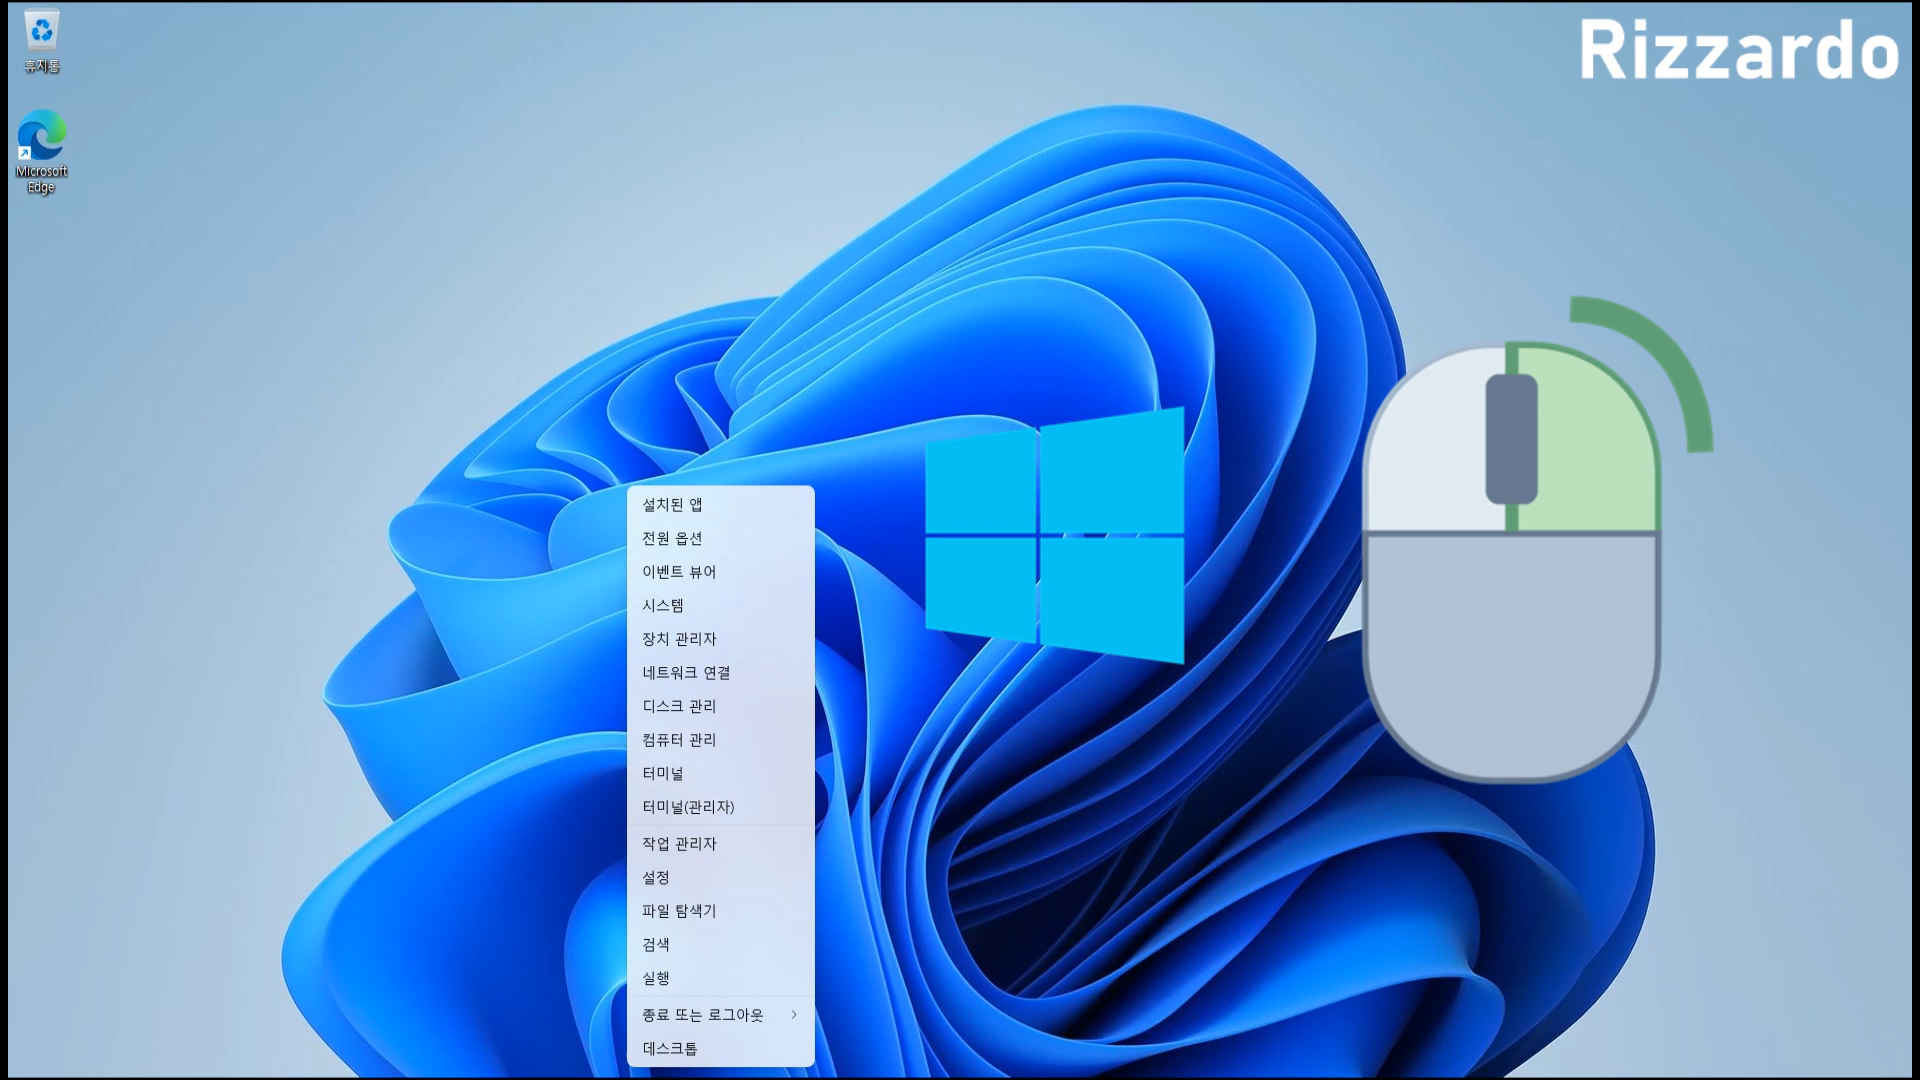 휴지통
Rizzardo
Microsoft
Edge
설치된 앱
전원 옵션
이벤트 뷰어
시스템
장치 관리자
네트워크 연결
디스크 관리
컴퓨터 관리
터미널
터미널(관리자)
작업 관리자
설정
파일 탐색기
검색
실행
종료 또는 로그아웃
데스크톱